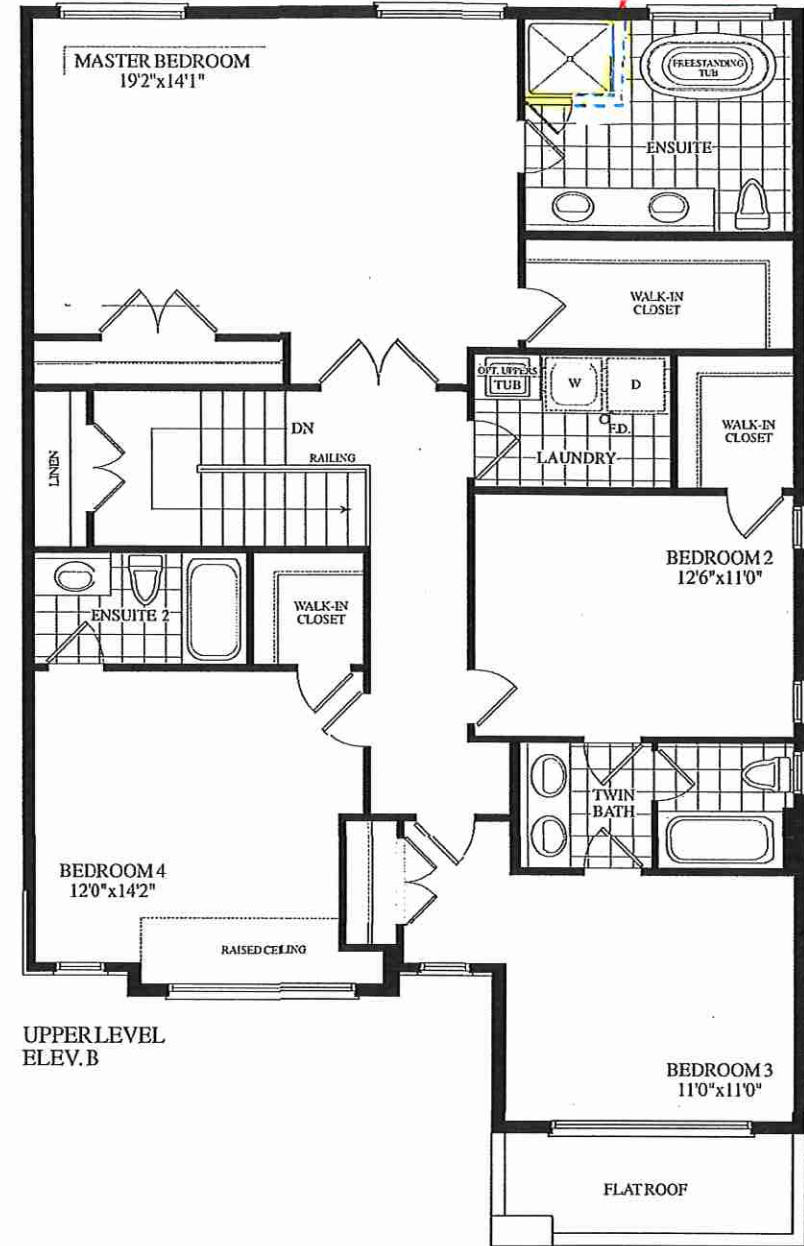 MASTER BEDROOM
19'2"x14'1"
FREESTANDING
TUB
ENSUITE
WALK-IN
CLOSET
OPT. UPPERS
TUB
W
D
F.D.
LAUNDRY
WALK-IN
CLOSET
DN
RAILING
LINEN
BEDROOM 2
12'6"x11'0"
ENSUITE 2
WALK-IN
CLOSET
TWIN
BATH
BEDROOM 4
12'0"x14'2"
RAISED CEILING
UPPER LEVEL
ELEV. B
BEDROOM 3
11'0"x11'0"
FLAT ROOF